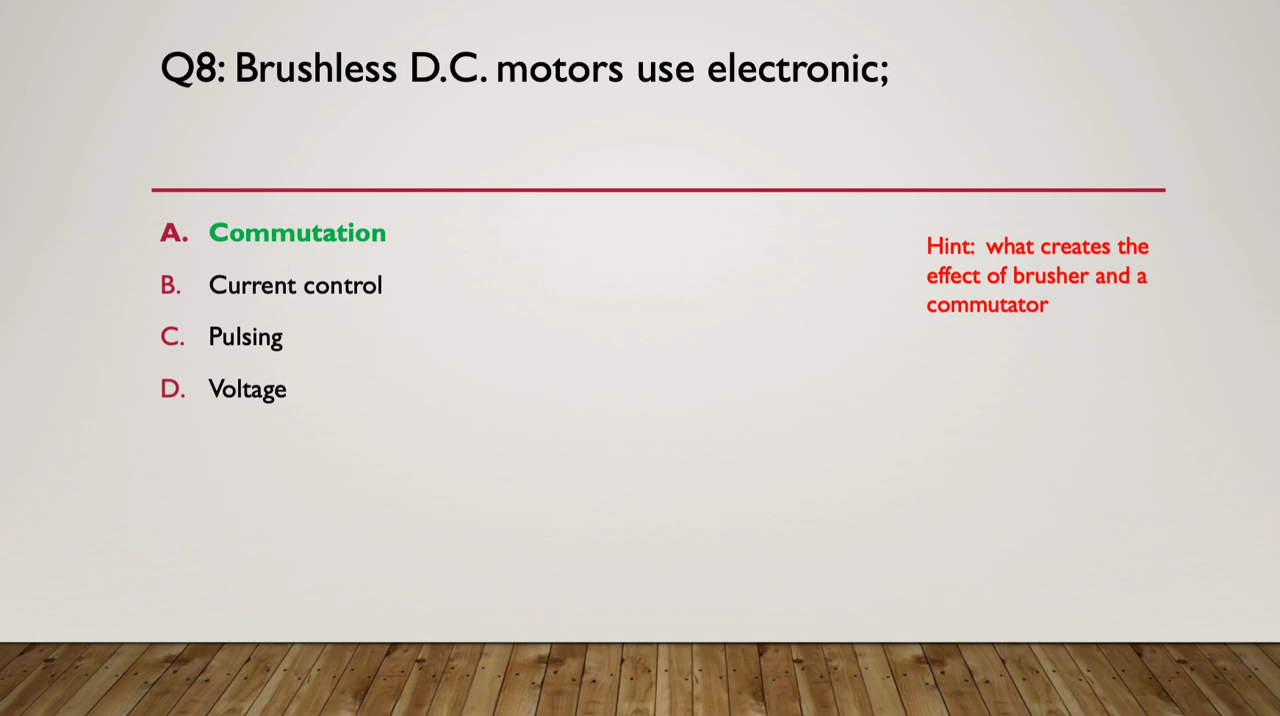 Q8: Brushless D.C. motors use electronic;
A. Commutation
B. Current control
C. Pulsing
D. Voltage
Hint: what creates the
effect of brusher and a
commutator